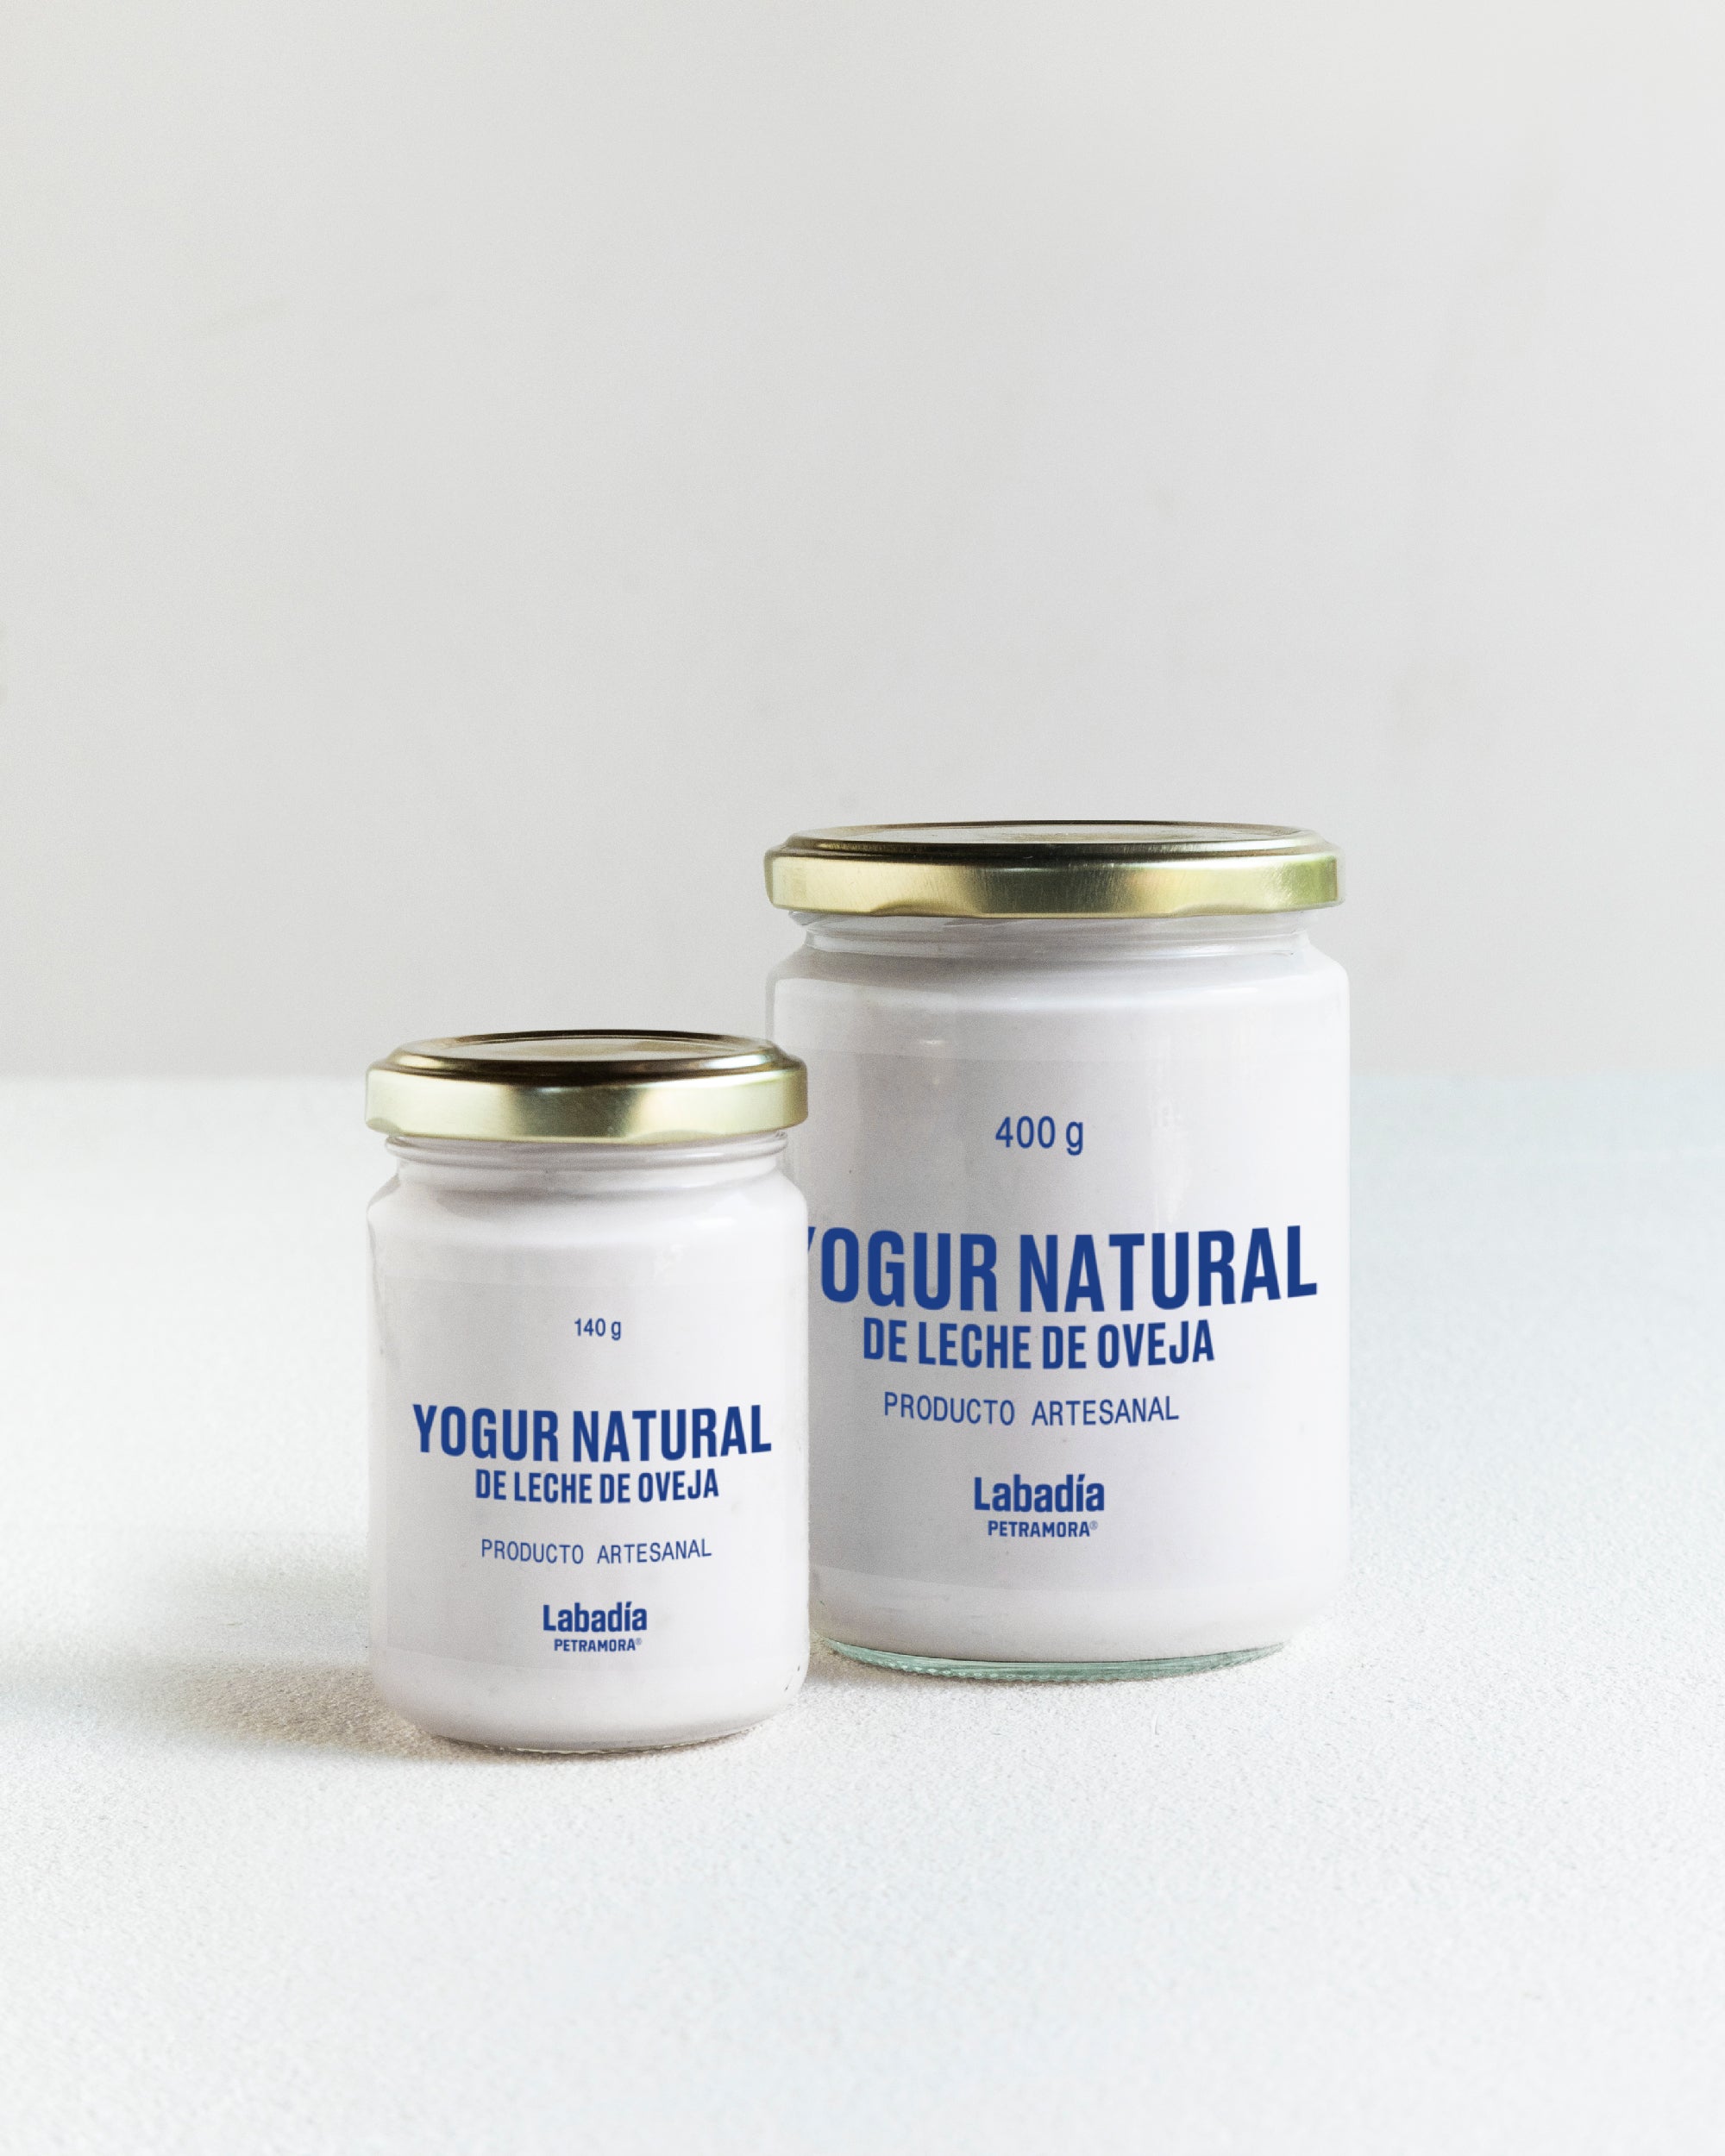 140 g
YOGUR NATURAL
DE LECHE DE OVEJA
PRODUCTO ARTESANAL
Labadía
PETRAMORA®
400 g
YOGUR NATURAL
DE LECHE DE OVEJA
PRODUCTO ARTESANAL
Labadía
PETRAMORA®